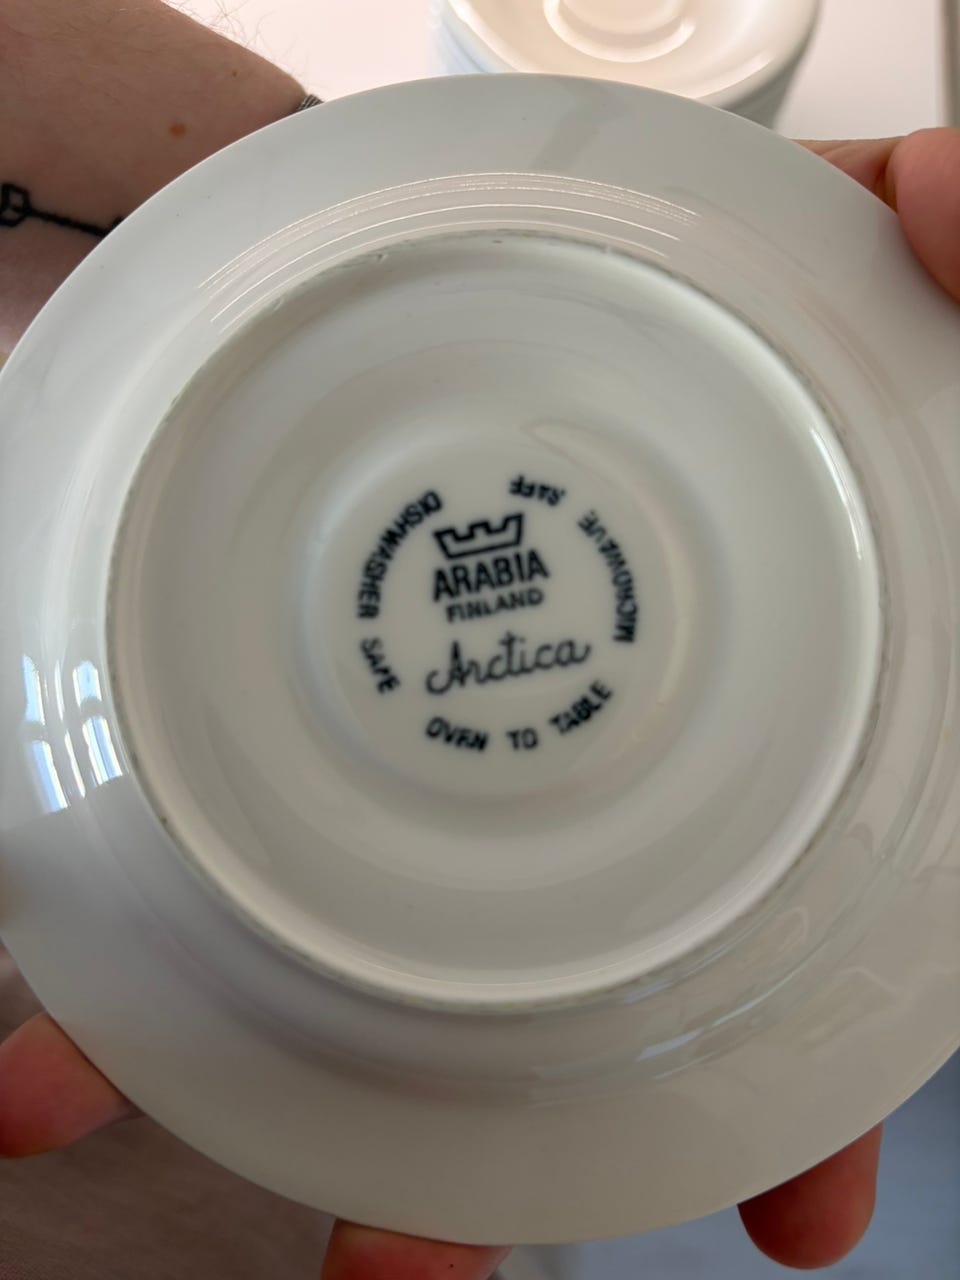 ARABIA
FINLAND
Arctica
DISHWASHER SAFE
OVEN TO TABLE
MICROWAVE SAFE